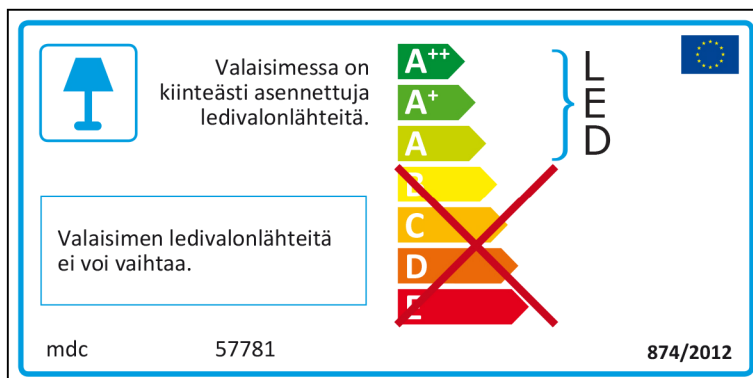 Valaisimessa on
kiinteästi asennettuja
ledivalonlähteitä.
A++
A+
A
B
C
D
E
L
E
D
Valaisimen ledivalonlähteitä
ei voi vaihtaa.
mdc 57781
874/2012